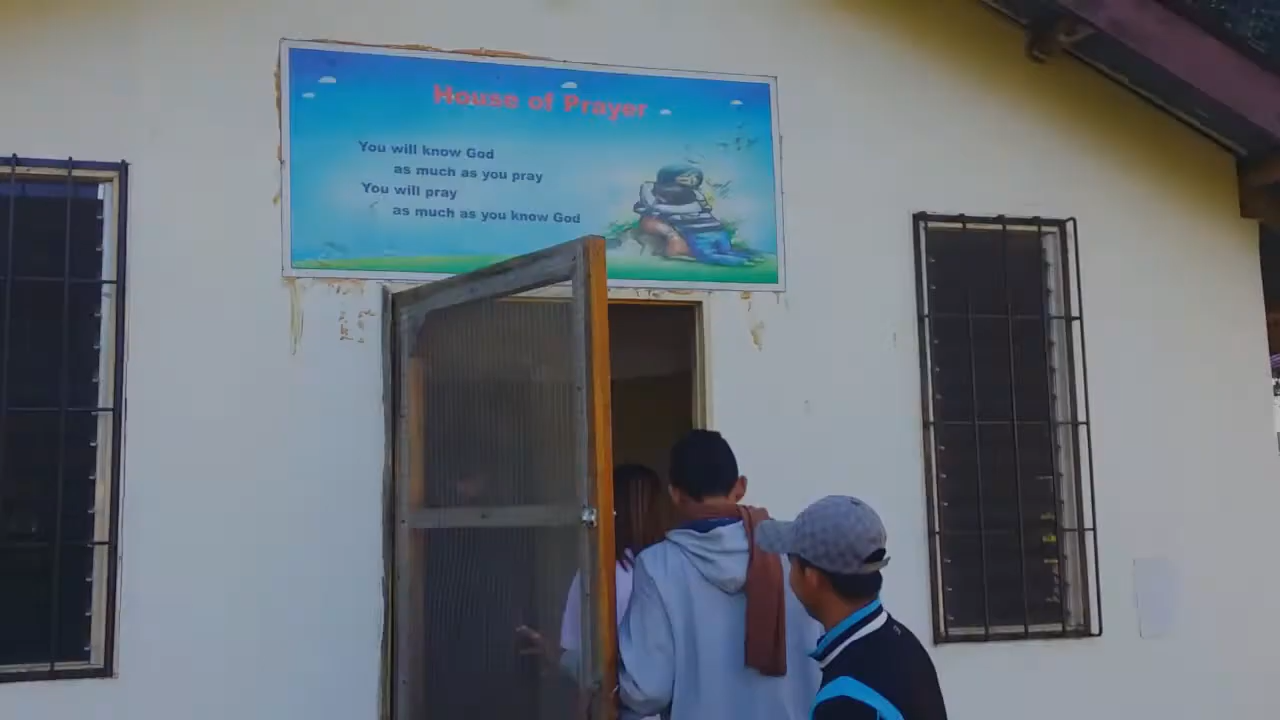 House of Prayer
You will know God
as much as you pray
You will pray
as much as you know God